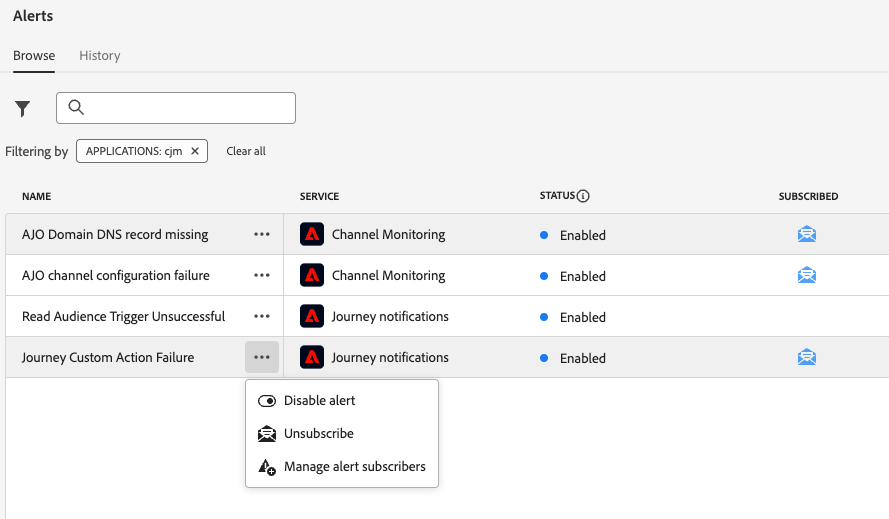 Alerts
Browse History
Filtering by APPLICATIONS: cjm Clear all
NAME SERVICE STATUS SUBSCRIBED
AJO Domain DNS record missing Channel Monitoring Enabled
AJO channel configuration failure Channel Monitoring Enabled
Read Audience Trigger Unsuccessful Journey notifications Enabled
Journey Custom Action Failure Journey notifications Enabled
Disable alert
Unsubscribe
Manage alert subscribers